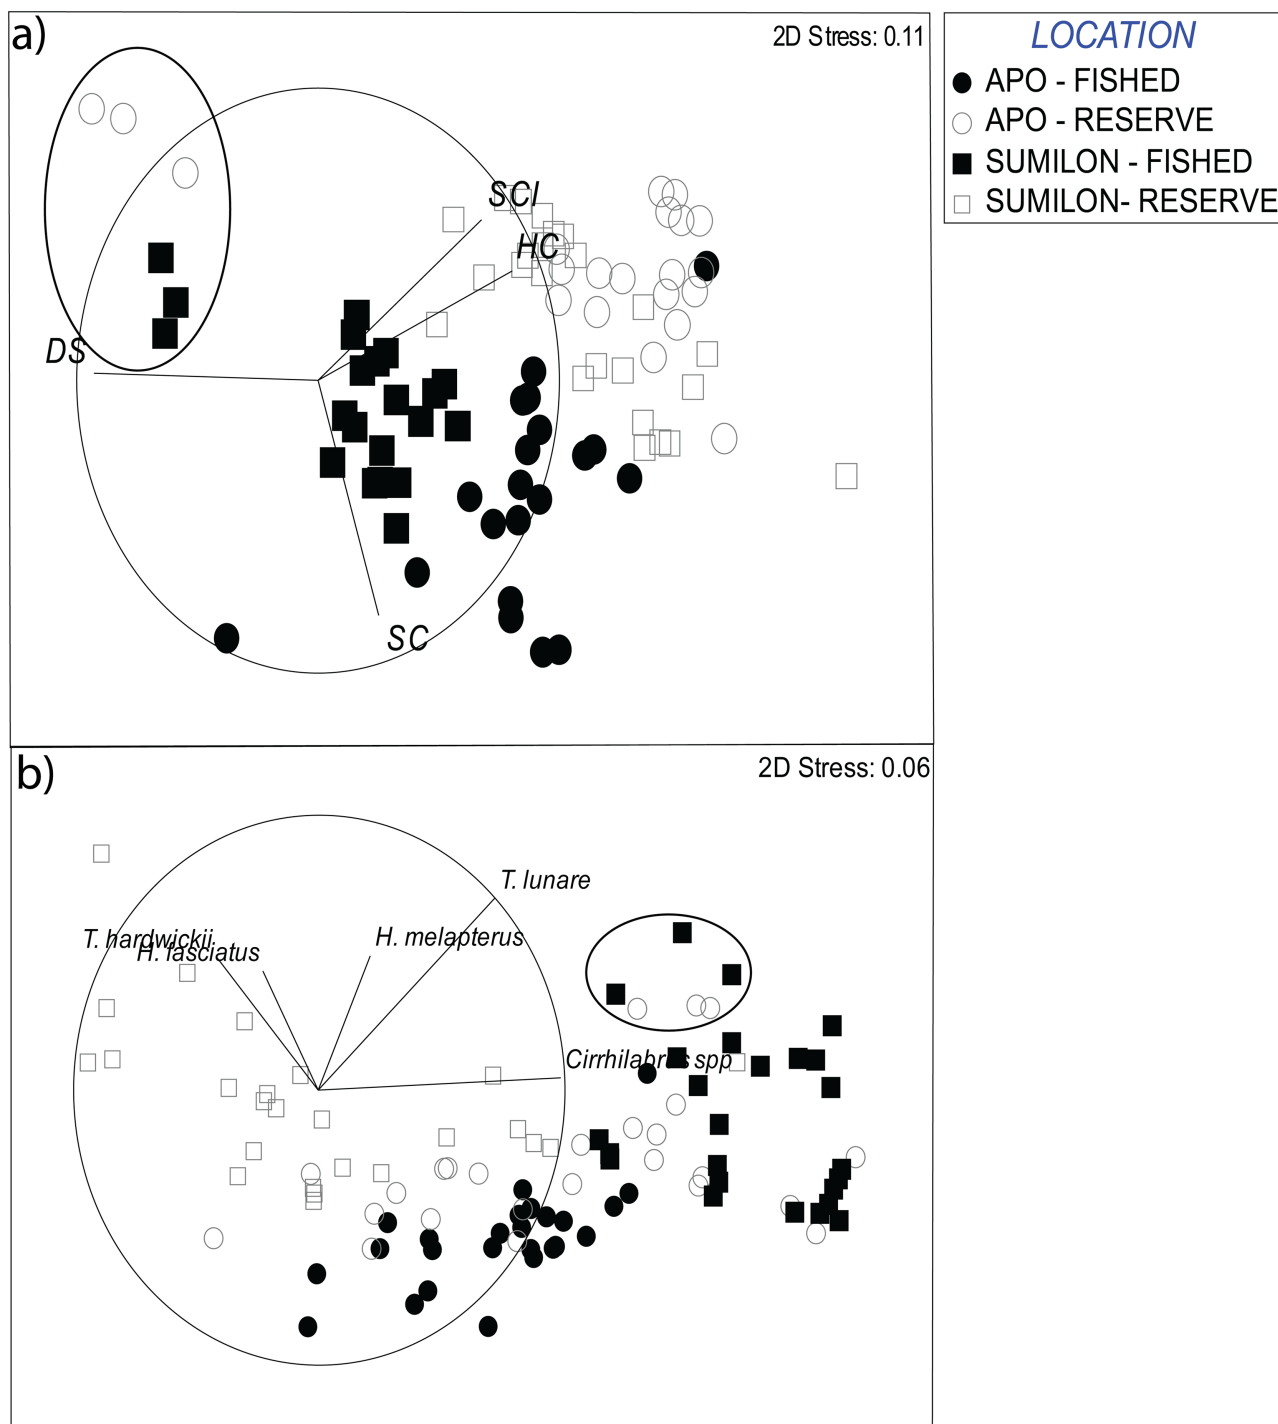 a)
2D Stress: 0.11
LOCATION
APO - FISHED
APO - RESERVE
SUMILON - FISHED
SUMILON- RESERVE
SCI
HC
DS
SC
b)
2D Stress: 0.06
T. lunare
T. hardwickii
H. fasciatus
H. melapterus
Cirrhilabrus spp